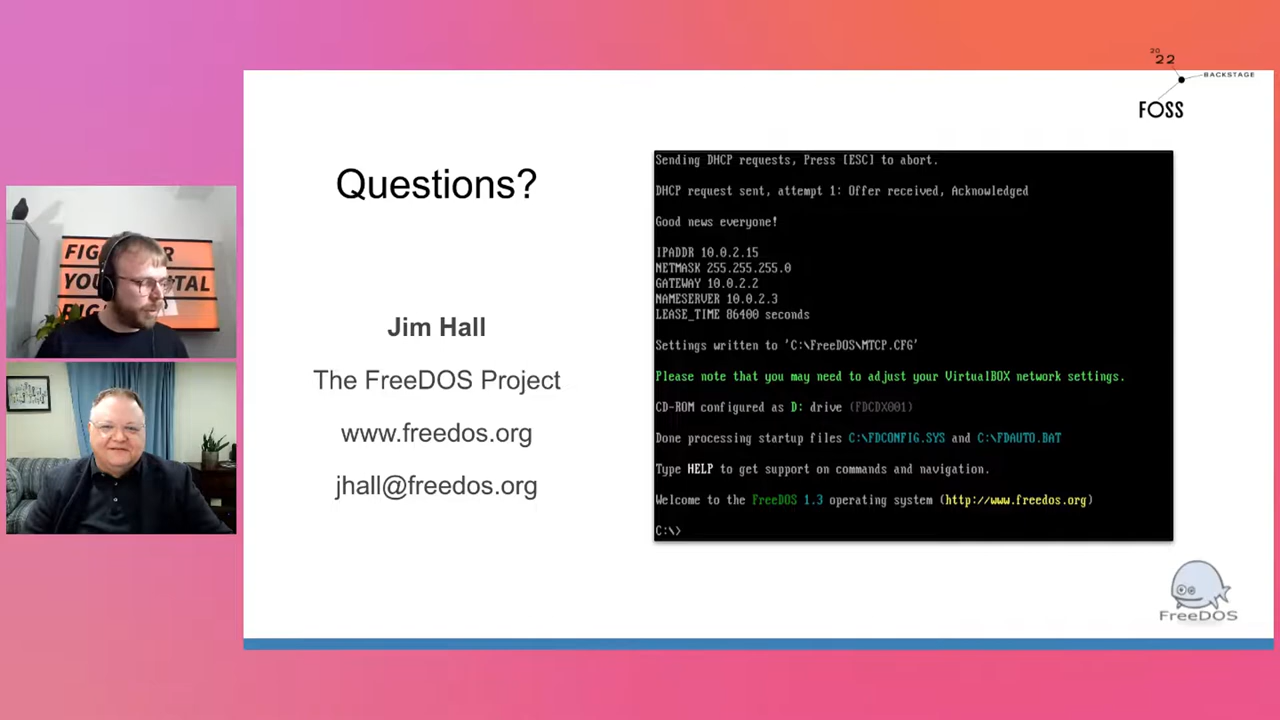 20
22
BACKSTAGE
FOSS
Questions?
Jim Hall
The FreeDOS Project
www.freedos.org
jhall@freedos.org
Sending DHCP requests, Press [ESC] to abort.
DHCP request sent, attempt 1: Offer received, Acknowledged
Good news everyone!
IPADDR 10.0.2.15
NETMASK 255.255.255.0
GATEWAY 10.0.2.2
NAMESERVER 10.0.2.3
LEASE_TIME 86400 seconds
Settings written to 'C:\FreeDOS\MTCP.CFG'
Please note that you may need to adjust your VirtualBOX network settings.
CD-ROM configured as D: drive (FDCDX001)
Done processing startup files C:\FDCONFIG.SYS and C:\FDAUTO.BAT
Type HELP to get support on commands and navigation.
Welcome to the FreeDOS 1.3 operating system (http://www.freedos.org)
C:\>
FreeDOS